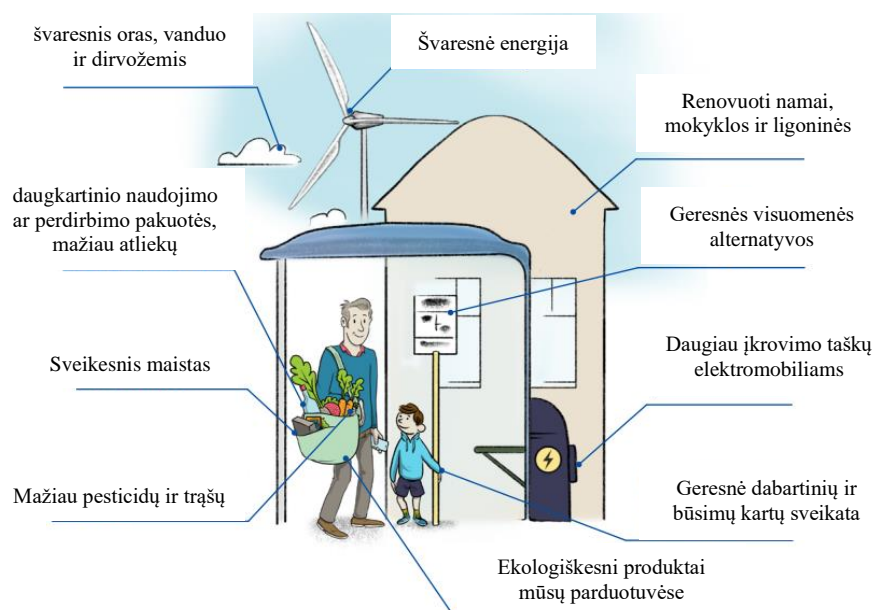 švaresnis oras, vanduo
ir dirvožemis
Švaresnė energija
Renovuoti namai,
mokyklos ir ligoninės
daugkartinio naudojimo
ar perdirbimo pakuotės,
mažiau atliekų
Geresnės visuomenės
alternatyvos
Sveikesnis maistas
Daugiau įkrovimo taškų
elektromobiliams
Mažiau pesticidų ir trąšų
Geresnė dabartinių ir
būsimų kartų sveikata
Ekologiškesni produktai
mūsų parduotuvėse